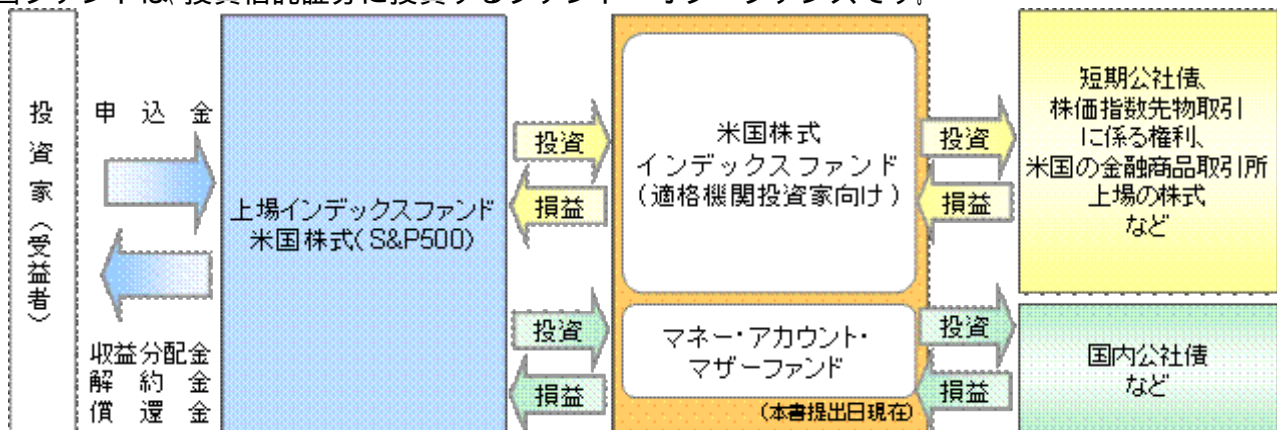 当ファンドは、投資信託証券に投資するファンド・オブ・ファンズです。
投資家(受益者)
申込金
収益分配金
解約金
償還金
上場インデックスファンド
米国株式(S&P500)
投資
損益
投資
損益
米国株式
インデックスファンド
(適格機関投資家向け)
マネー・アカウント・
マザーファンド
(本書提出日現在)
投資
損益
投資
損益
短期公社債、
株価指数先物取引
に係る権利、
米国の金融商品取引所
上場の株式
など
国内公社債
など